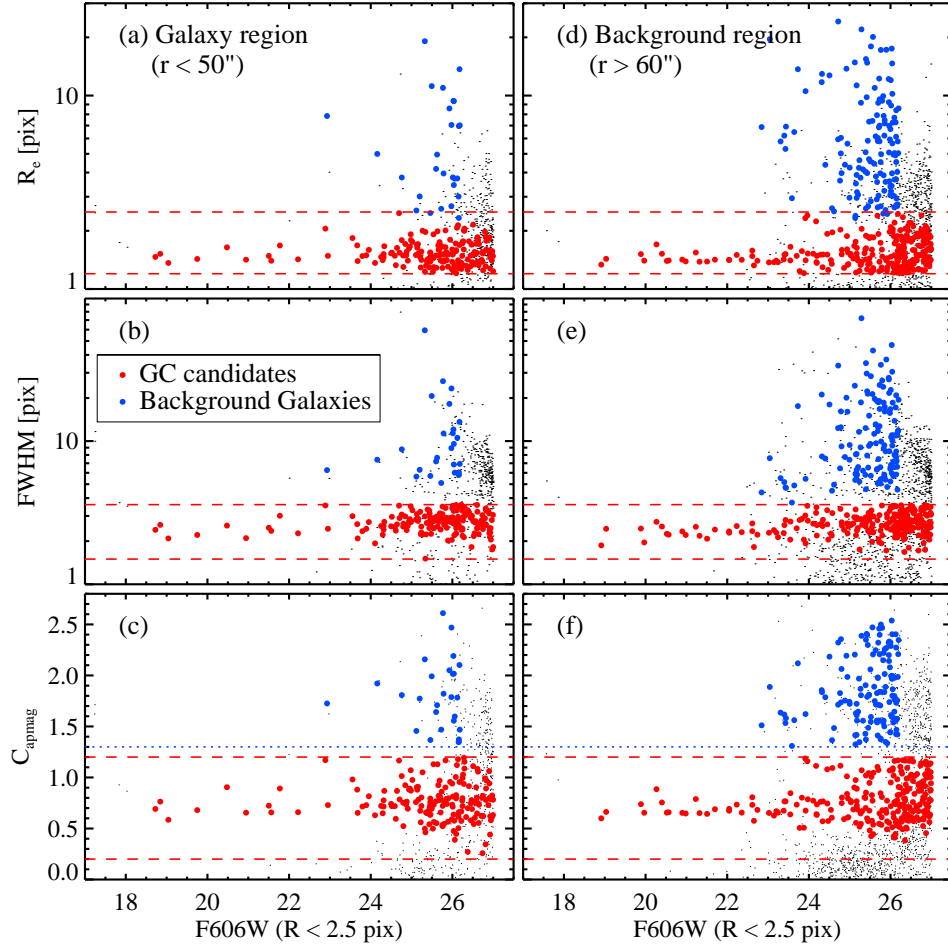 (a) Galaxy region
(r < 50")
(d) Background region
(r > 60")
R_e [pix]
10
1
(b)
(e)
GC candidates
Background Galaxies
FWHM [pix]
10
1
(c)
(f)
C_apmag
2.5
2.0
1.5
1.0
0.5
0.0
18 20 22 24 26 18 20 22 24 26
F606W (R < 2.5 pix) F606W (R < 2.5 pix)